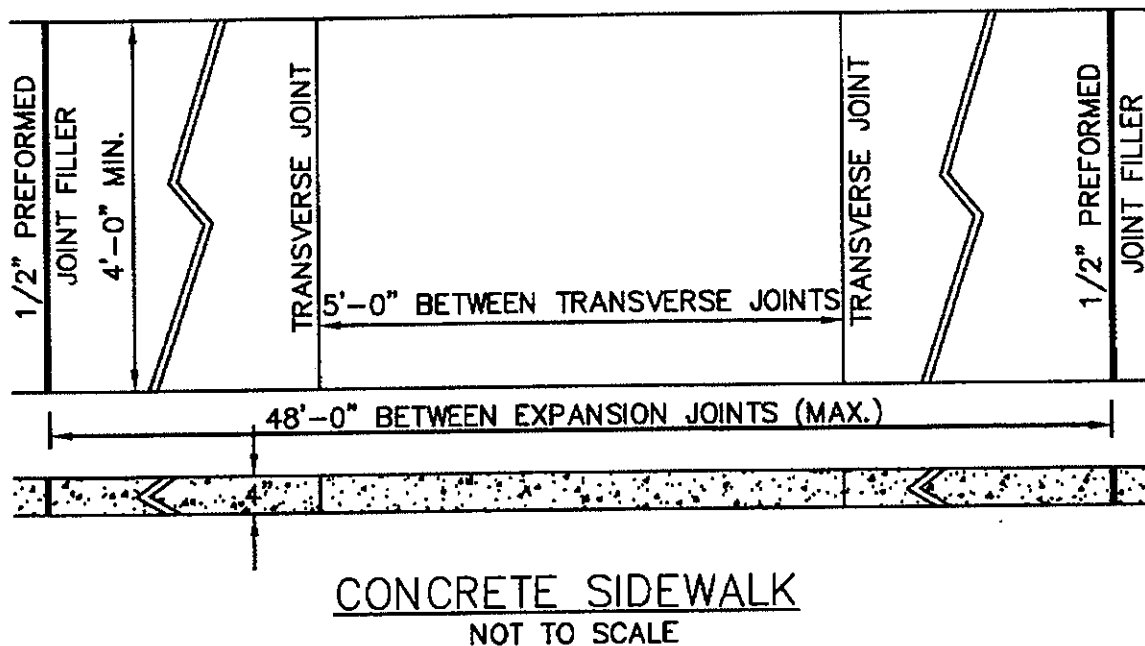 1/2" PREFORMED
JOINT FILLER
4'-0" MIN.
TRANSVERSE JOINT
5'-0" BETWEEN TRANSVERSE JOINTS
TRANSVERSE JOINT
1/2" PREFORMED
JOINT FILLER
48'-0" BETWEEN EXPANSION JOINTS (MAX.)
4"
CONCRETE SIDEWALK
NOT TO SCALE